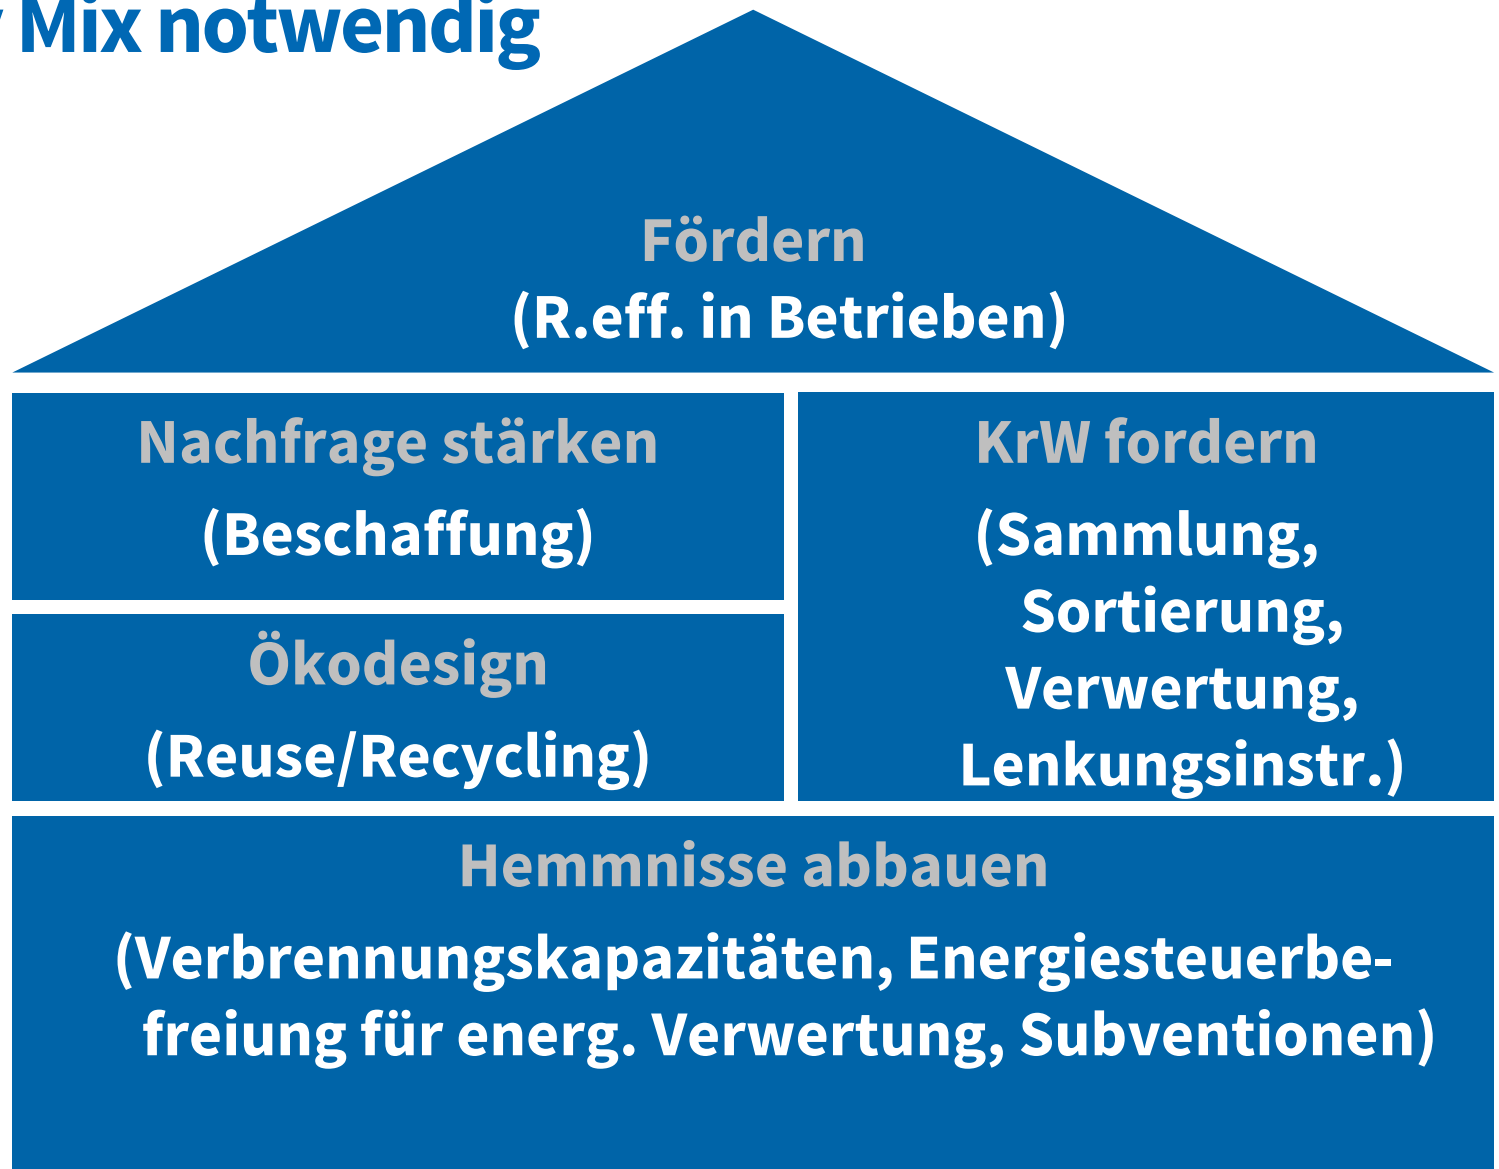 Mix notwendig
Fördern
(R.eff. in Betrieben)
Nachfrage stärken
(Beschaffung)
Ökodesign
(Reuse/Recycling)
KrW fordern
(Sammlung,
Sortierung,
Verwertung,
Lenkungsinstr.)
Hemmnisse abbauen
(Verbrennungskapazitäten, Energiesteuerbe-
freiung für energ. Verwertung, Subventionen)